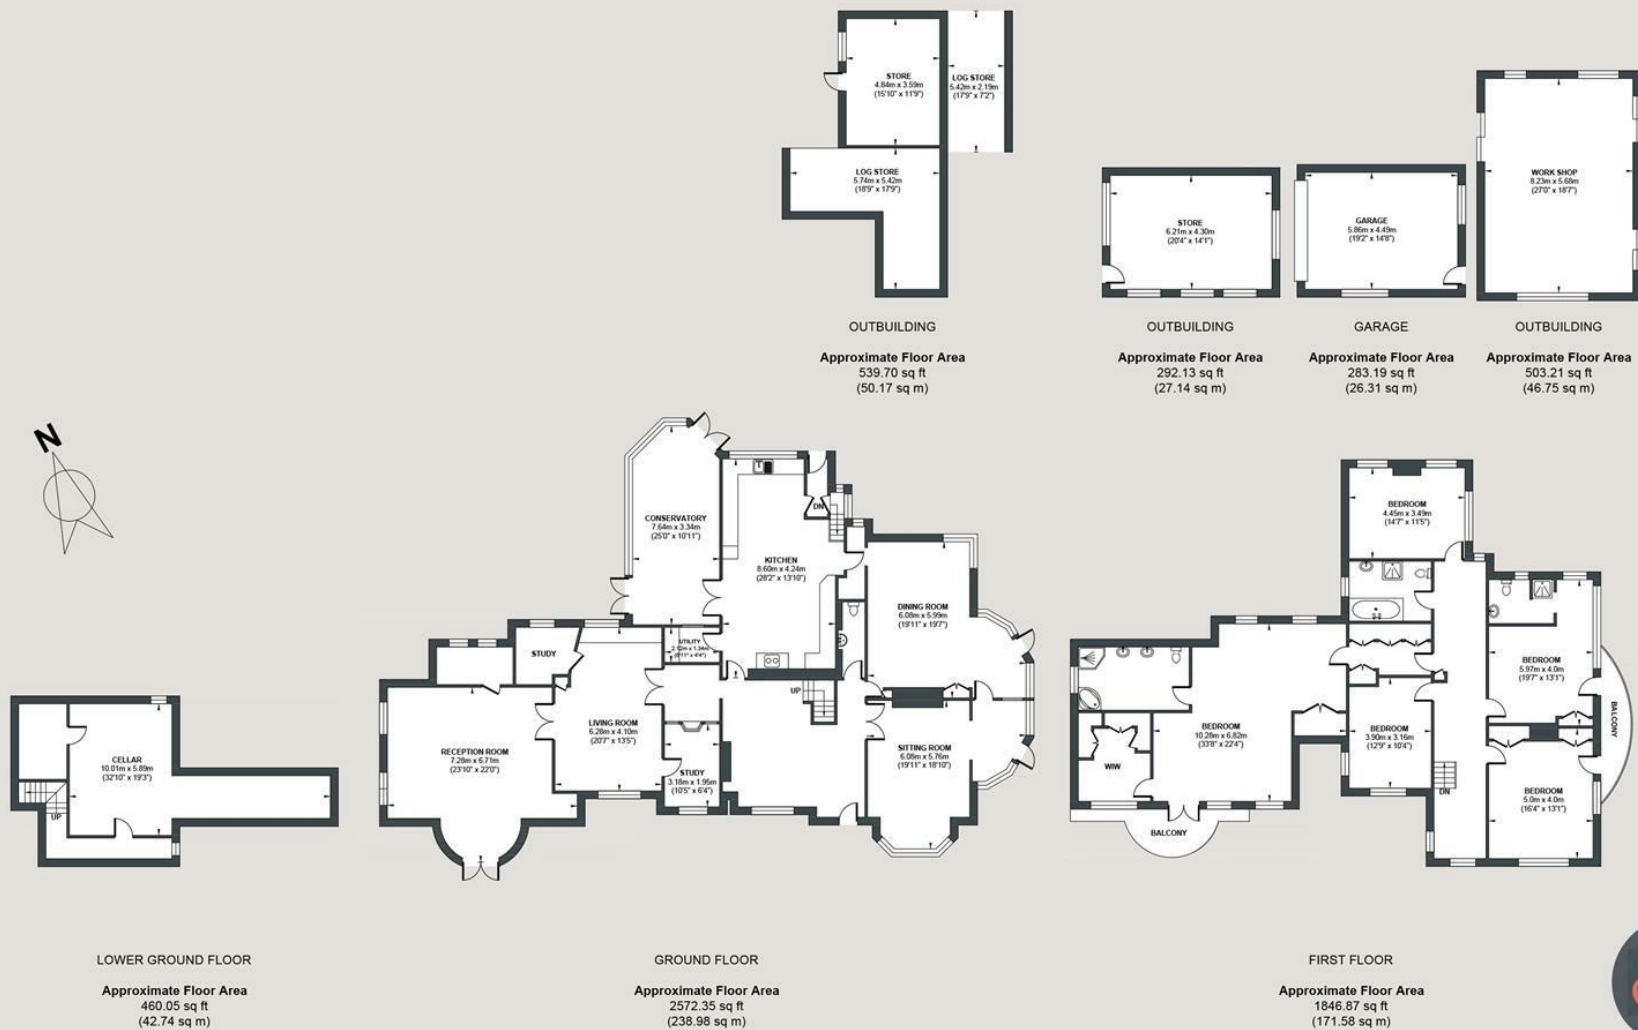 STORE
4.84m x 3.59m
(15'10" x 11'9")
LOG STORE
5.42m x 2.19m
(17'9" x 7'2")
LOG STORE
5.74m x 5.42m
(18'9" x 17'9")
OUTBUILDING
Approximate Floor Area
539.70 sq ft
(50.17 sq m)
STORE
6.21m x 4.30m
(20'4" x 14'1")
OUTBUILDING
Approximate Floor Area
292.13 sq ft
(27.14 sq m)
GARAGE
5.86m x 4.49m
(19'2" x 14'8")
GARAGE
Approximate Floor Area
283.19 sq ft
(26.31 sq m)
WORK SHOP
8.23m x 5.68m
(27'0" x 18'7")
OUTBUILDING
Approximate Floor Area
503.21 sq ft
(46.75 sq m)
N
CELLAR
10.01m x 5.89m
(32'10" x 19'3")
UP
LOWER GROUND FLOOR
Approximate Floor Area
460.05 sq ft
(42.74 sq m)
CONSERVATORY
7.64m x 3.34m
(25'0" x 10'11")
KITCHEN
8.60m x 4.24m
(28'2" x 13'10")
DN
DINING ROOM
6.08m x 5.99m
(19'11" x 19'7")
UTILITY
STUDY
UP
RECEPTION ROOM
7.28m x 6.71m
(23'10" x 22'0")
LIVING ROOM
6.28m x 4.10m
(20'7" x 13'5")
STUDY
3.18m x 1.95m
(10'5" x 6'4")
SITTING ROOM
6.08m x 5.76m
(19'11" x 18'10")
GROUND FLOOR
Approximate Floor Area
2572.35 sq ft
(238.98 sq m)
BEDROOM
4.45m x 3.49m
(14'7" x 11'5")
BEDROOM
5.97m x 4.0m
(19'7" x 13'1")
BALCONY
BEDROOM
10.28m x 6.82m
(33'8" x 22'4")
BEDROOM
3.90m x 3.16m
(12'9" x 10'4")
WIW
DN
BEDROOM
5.0m x 4.0m
(16'4" x 13'1")
BALCONY
FIRST FLOOR
Approximate Floor Area
1846.87 sq ft
(171.58 sq m)